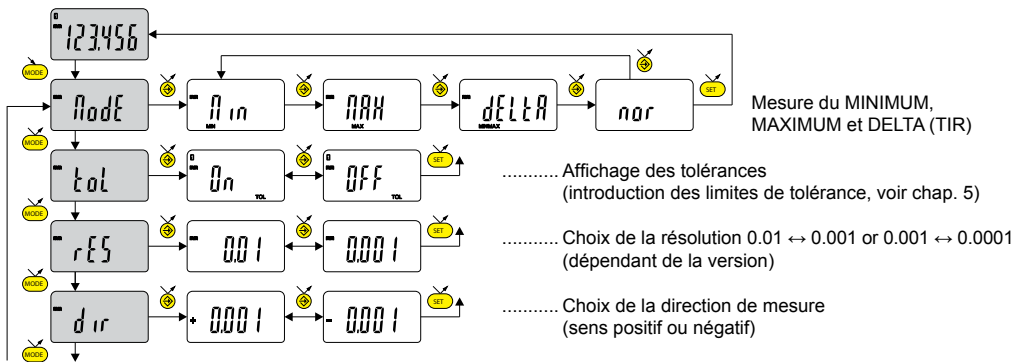 123.456
MODE
ModE
Min
MIN
MAX
MAX
dELtA
MINMAX
nor
SET
Mesure du MINIMUM,
MAXIMUM et DELTA (TIR)
MODE
toL
On
TOL
OFF
TOL
SET
........... Affichage des tolérances
(introduction des limites de tolérance, voir chap. 5)
MODE
rES
0.01
0.001
SET
........... Choix de la résolution 0.01 ↔ 0.001 or 0.001 ↔ 0.0001
(dépendant de la version)
MODE
dir
+ 0.001
- 0.001
SET
........... Choix de la direction de mesure
(sens positif ou négatif)
MODE